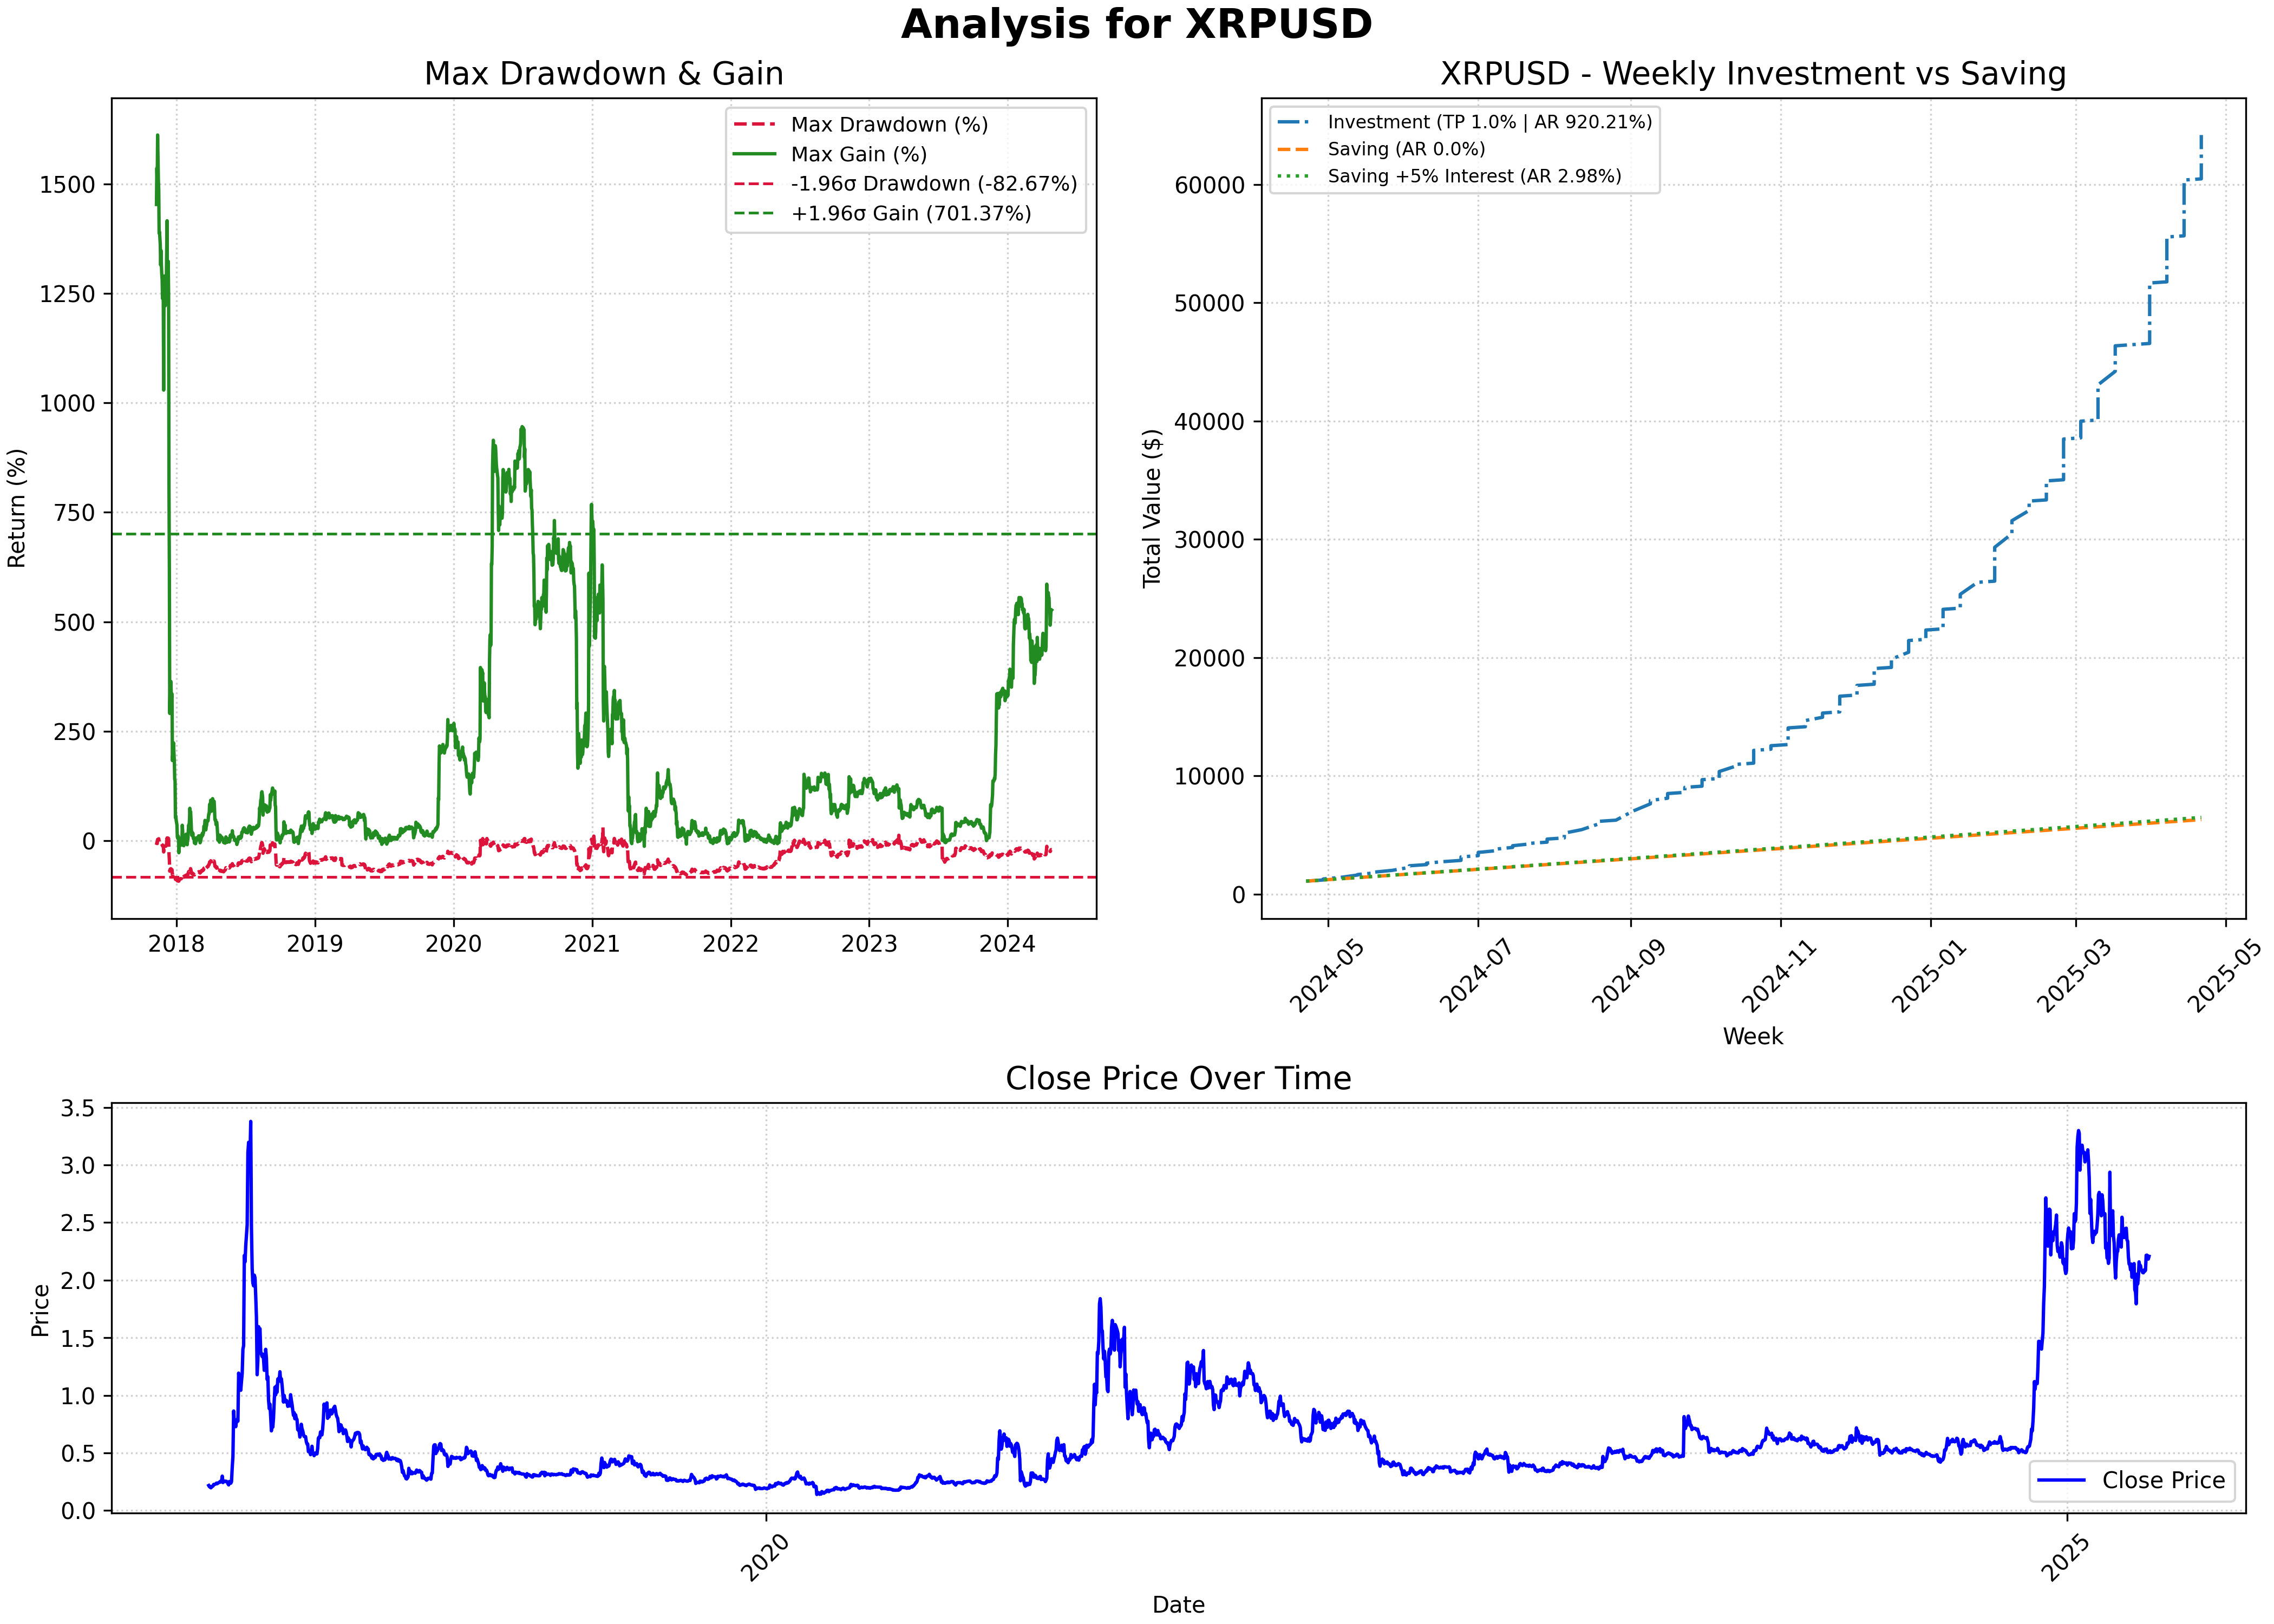 Analysis for XRPUSD
Max Drawdown & Gain
Return (%)
1500
1250
1000
750
500
250
0
2018 2019 2020 2021 2022 2023 2024
Max Drawdown (%)
Max Gain (%)
-1.96σ Drawdown (-82.67%)
+1.96σ Gain (701.37%)
XRPUSD - Weekly Investment vs Saving
Total Value ($)
60000
50000
40000
30000
20000
10000
0
2024-05 2024-07 2024-09 2024-11 2025-01 2025-03 2025-05
Week
Investment (TP 1.0% | AR 920.21%)
Saving (AR 0.0%)
Saving +5% Interest (AR 2.98%)
Close Price Over Time
Price
3.5
3.0
2.5
2.0
1.5
1.0
0.5
0.0
2020 2025
Date
Close Price